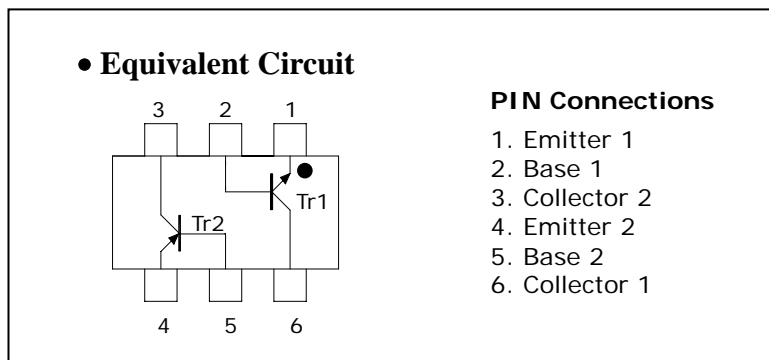 • Equivalent Circuit
3 2 1
Tr1
Tr2
4 5 6
PIN Connections
1. Emitter 1
2. Base 1
3. Collector 2
4. Emitter 2
5. Base 2
6. Collector 1